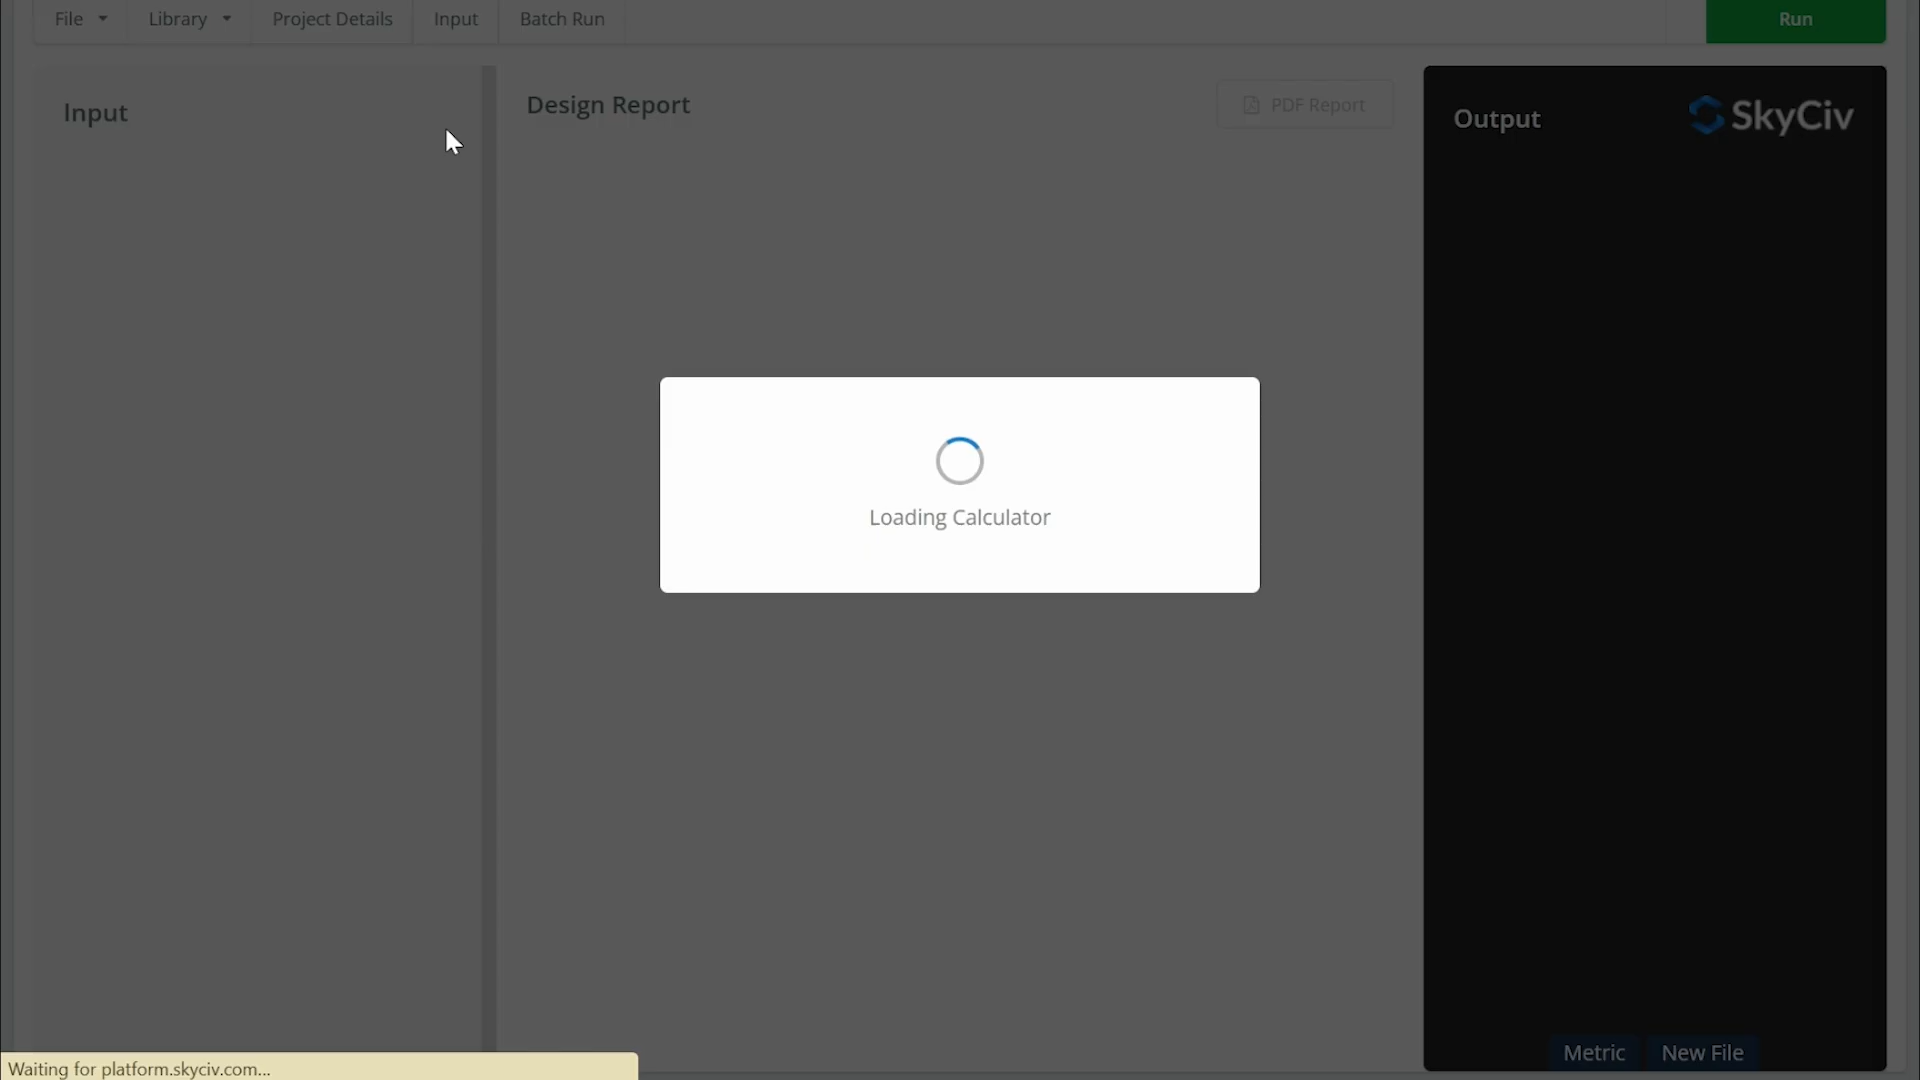 File
Library
Project Details
Input
Batch Run
Run
Input
Design Report
PDF Report
Output
SkyCiv
Loading Calculator
Metric
New File
Waiting for platform.skyciv.com...